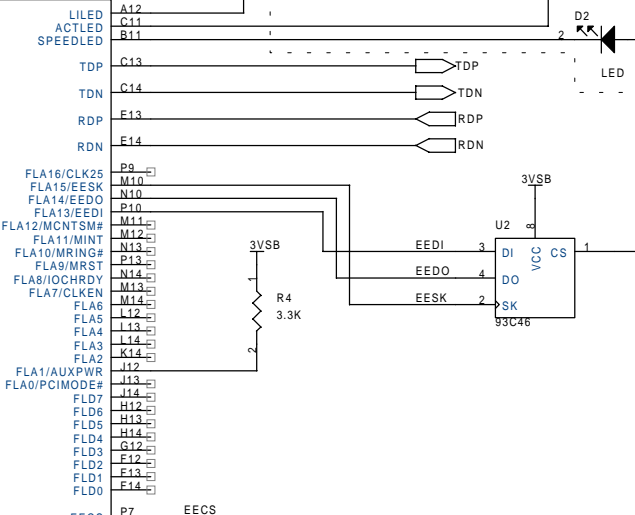 LILED A12
ACTLED C11
SPEEDLED B11
2
D2
LED
TDP C13 TDP
TDN C14 TDN
RDP E13 RDP
RDN E14 RDN
FLA16/CLK25 P9
FLA15/EESK M10
FLA14/EEDO N10
FLA13/EEDI P10
FLA12/MCNTSM# M11
FLA11/MINT M12
FLA10/MRING# N13
FLA9/MRST P13
FLA8/IOCHRDY N14
FLA7/CLKEN M13
FLA6 M14
FLA5 L12
FLA4 L13
FLA3 L14
FLA2 K14
FLA1/AUXPWR J12
FLA0/PCIMODE# J13
FLD7 J14
FLD6 H12
FLD5 H13
FLD4 H14
FLD3 G12
FLD2 F12
FLD1 F13
FLD0 F14
P7 EECS
3VSB
1
R4
3.3K
2
3VSB
8
U2
EEDI 3 DI VCC CS 1
EEDO 4 DO
EESK 2 SK
93C46